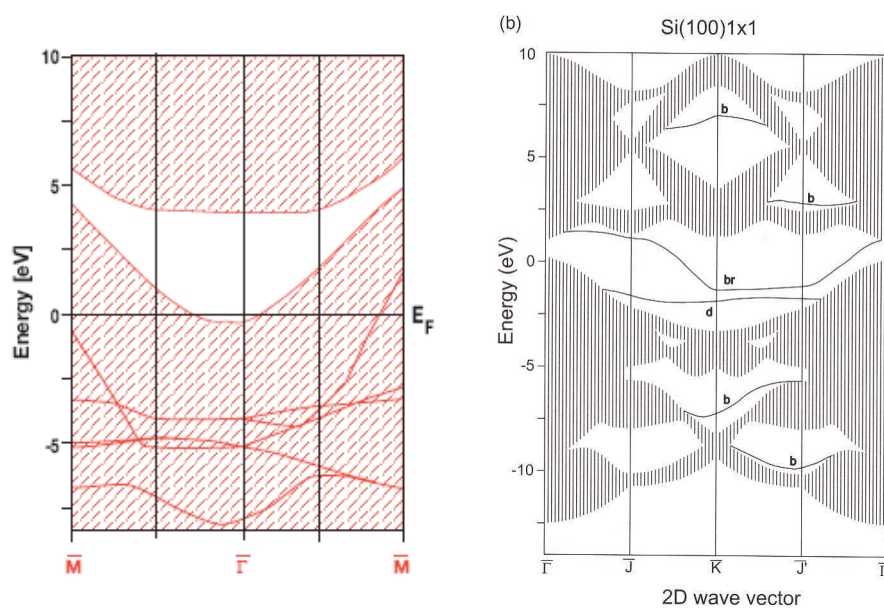 10
5
0
-5
Energy [eV]
E_F
M̅
Γ̅
M̅
(b)
Si(100)1x1
10
5
0
-5
-10
Energy (eV)
b
b
br
d
b
b
Γ̅
J̅
K̅
J̅'
2D wave vector